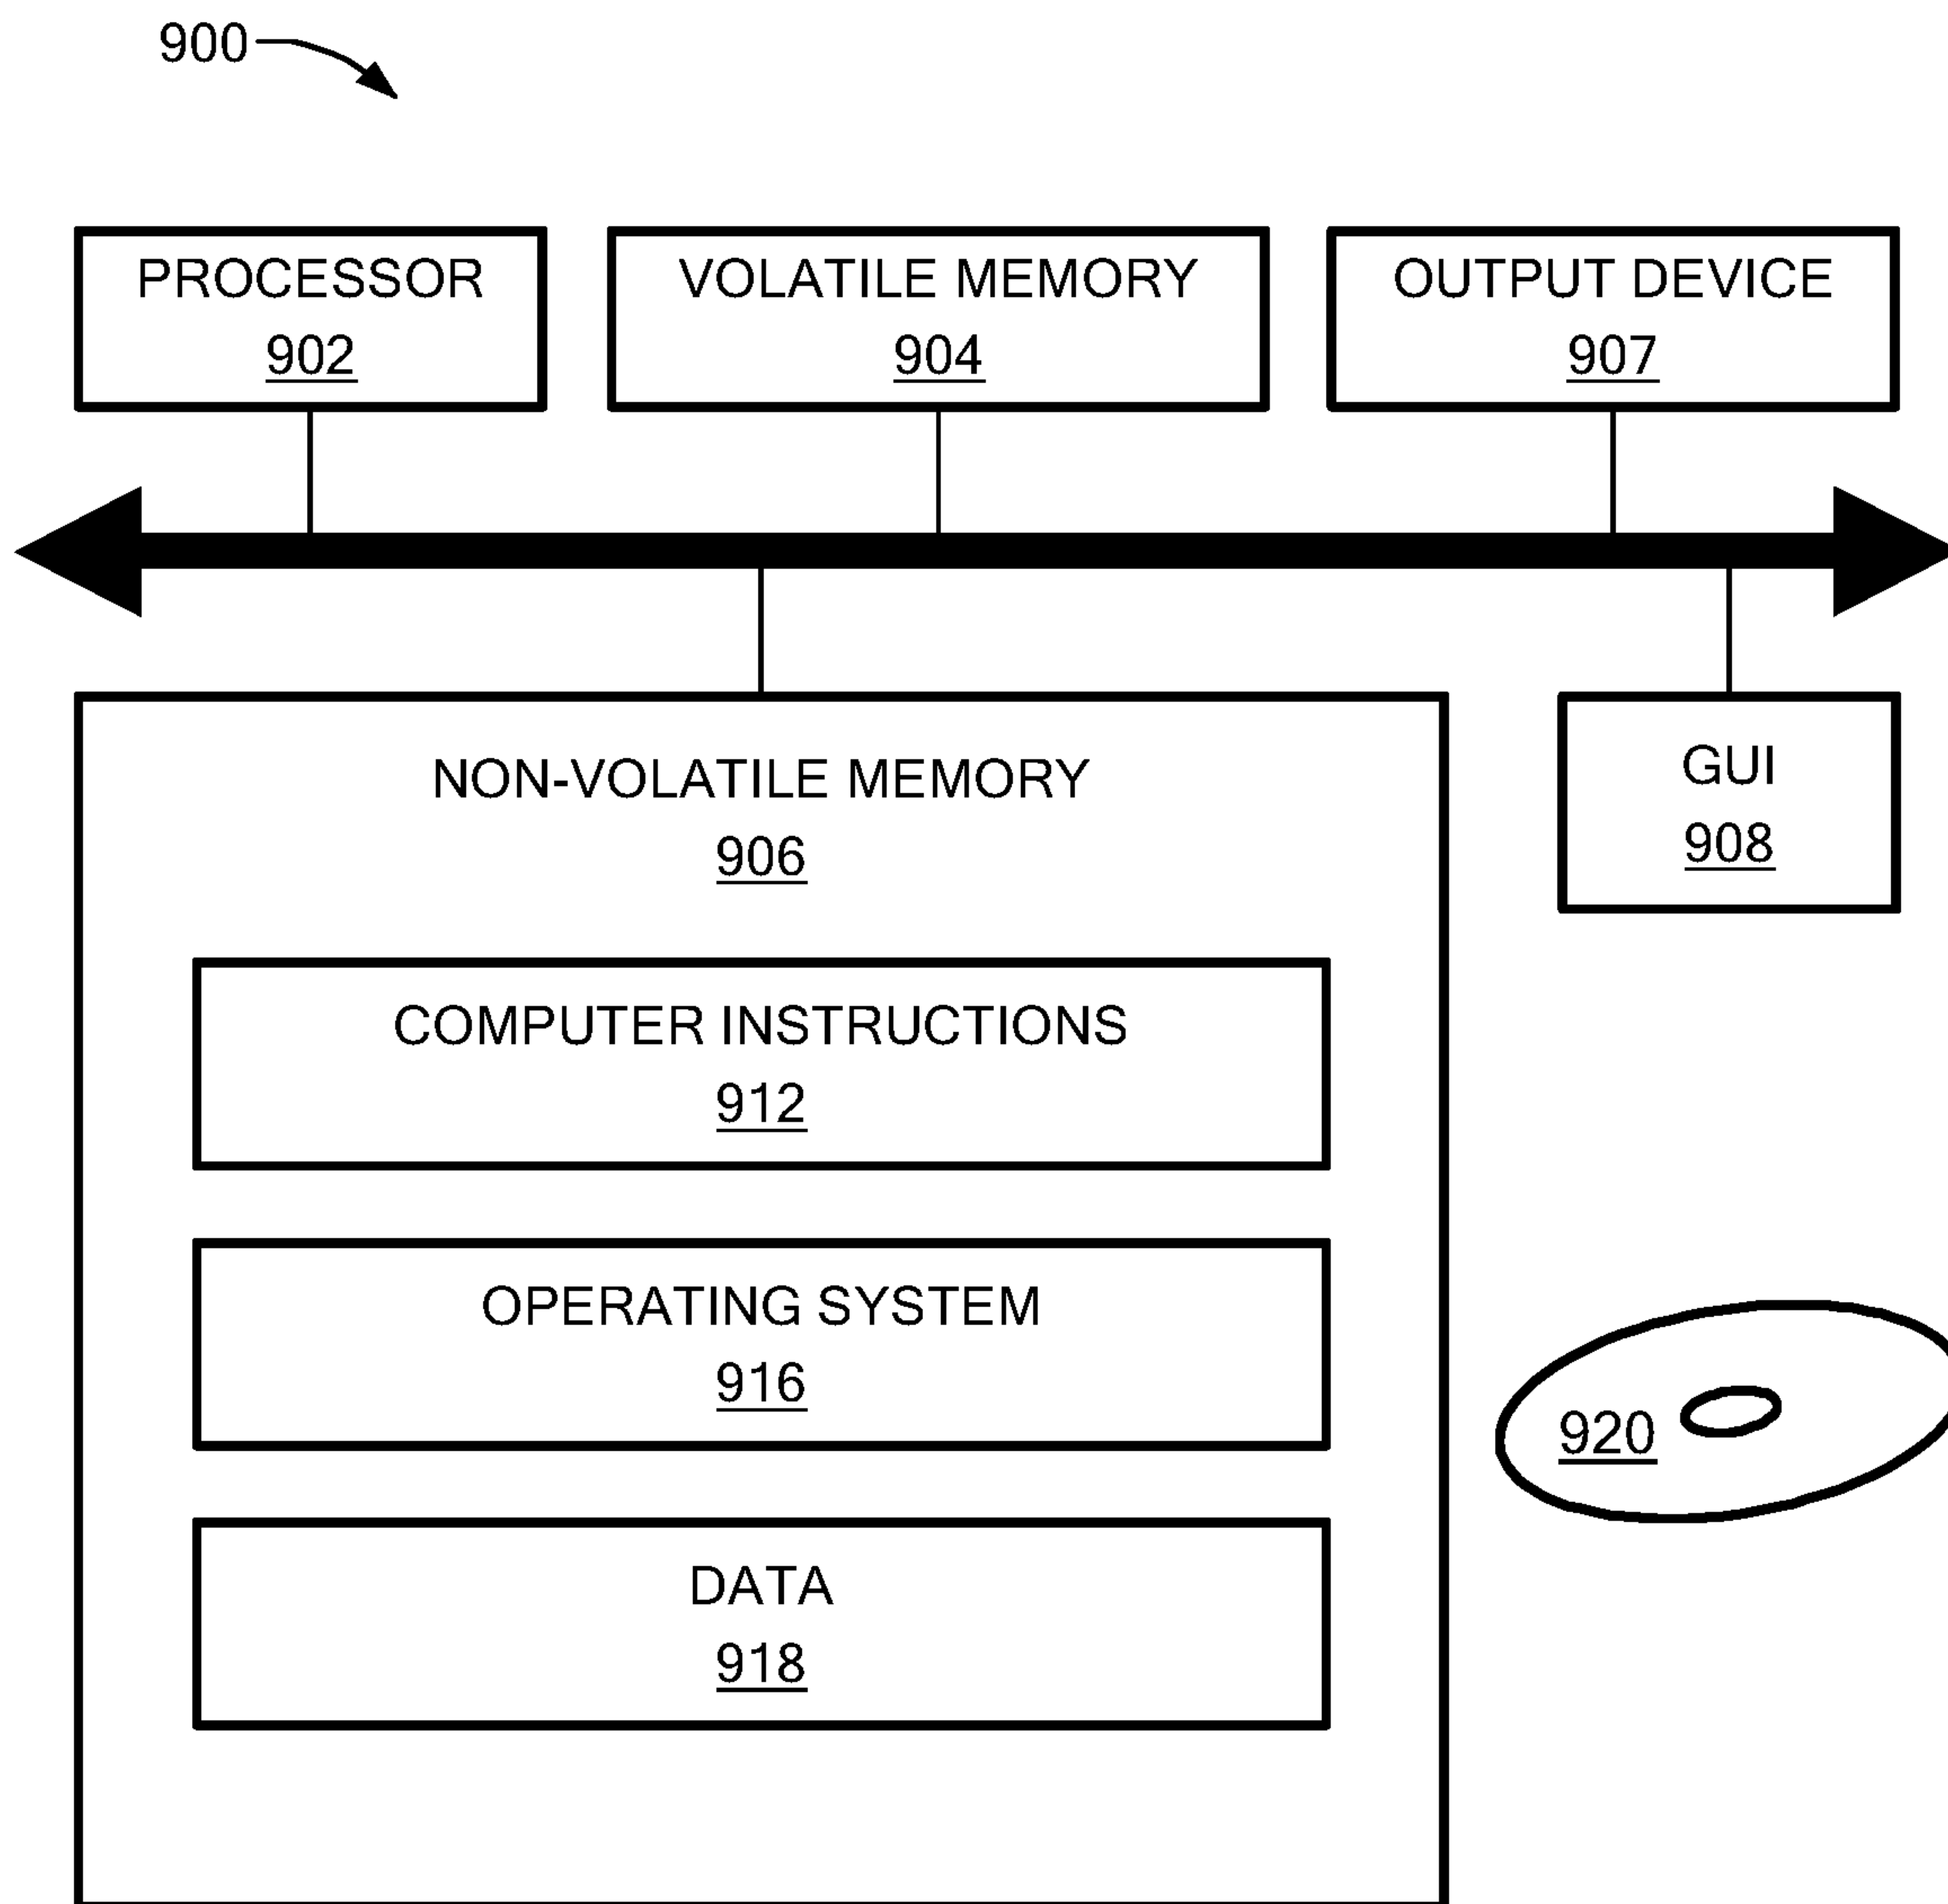 900
PROCESSOR
902
VOLATILE MEMORY
904
OUTPUT DEVICE
907
NON-VOLATILE MEMORY
906
GUI
908
COMPUTER INSTRUCTIONS
912
OPERATING SYSTEM
916
920
DATA
918